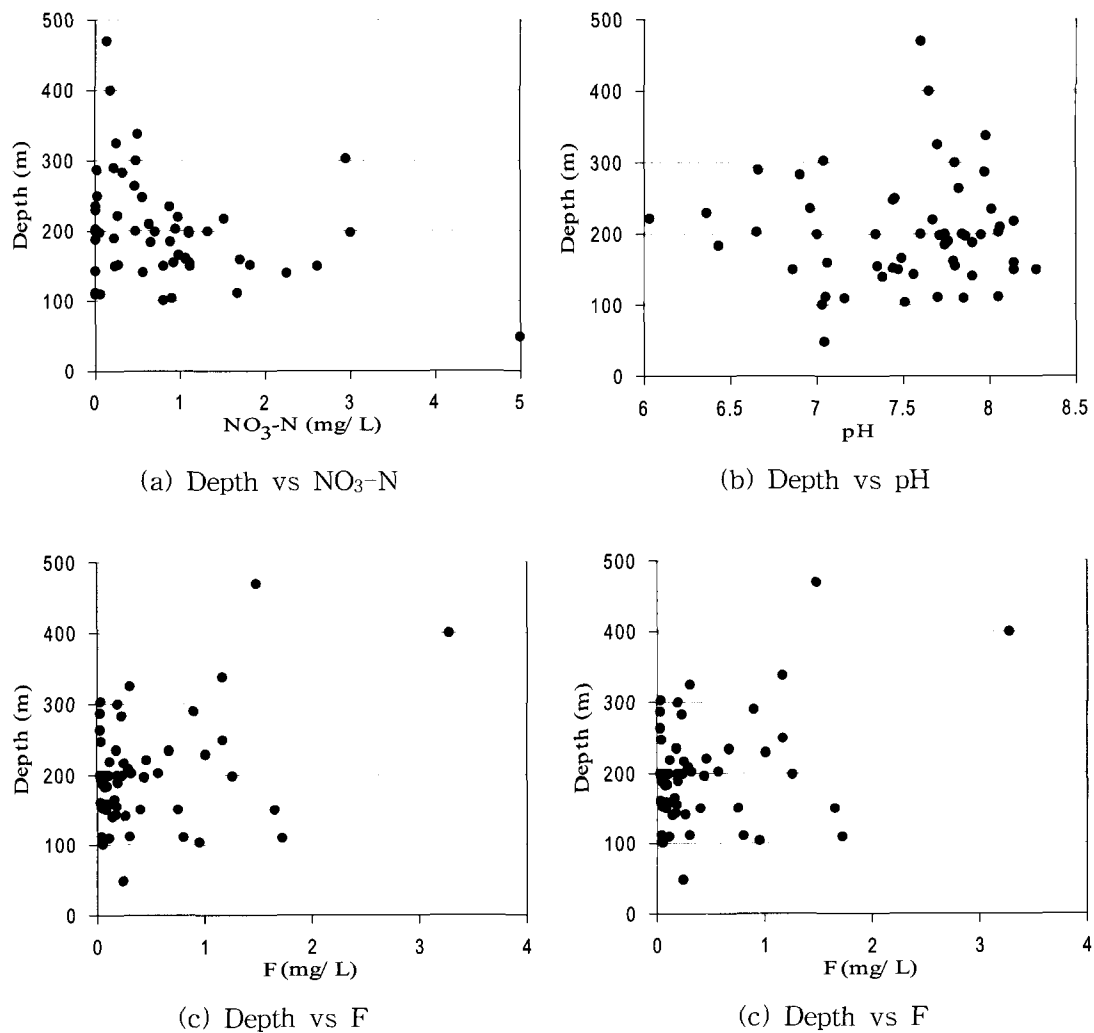 500
400
300
200
100
0
Depth (m)
0 1 2 3 4 5
NO3-N (mg/ L)
(a) Depth vs NO3-N
500
400
300
200
100
0
Depth (m)
6 6.5 7 7.5 8 8.5
pH
(b) Depth vs pH
500
400
300
200
100
0
Depth (m)
0 1 2 3 4
F(mg/ L)
(c) Depth vs F
500
400
300
200
100
0
Depth (m)
0 1 2 3 4
F(mg/ L)
(c) Depth vs F